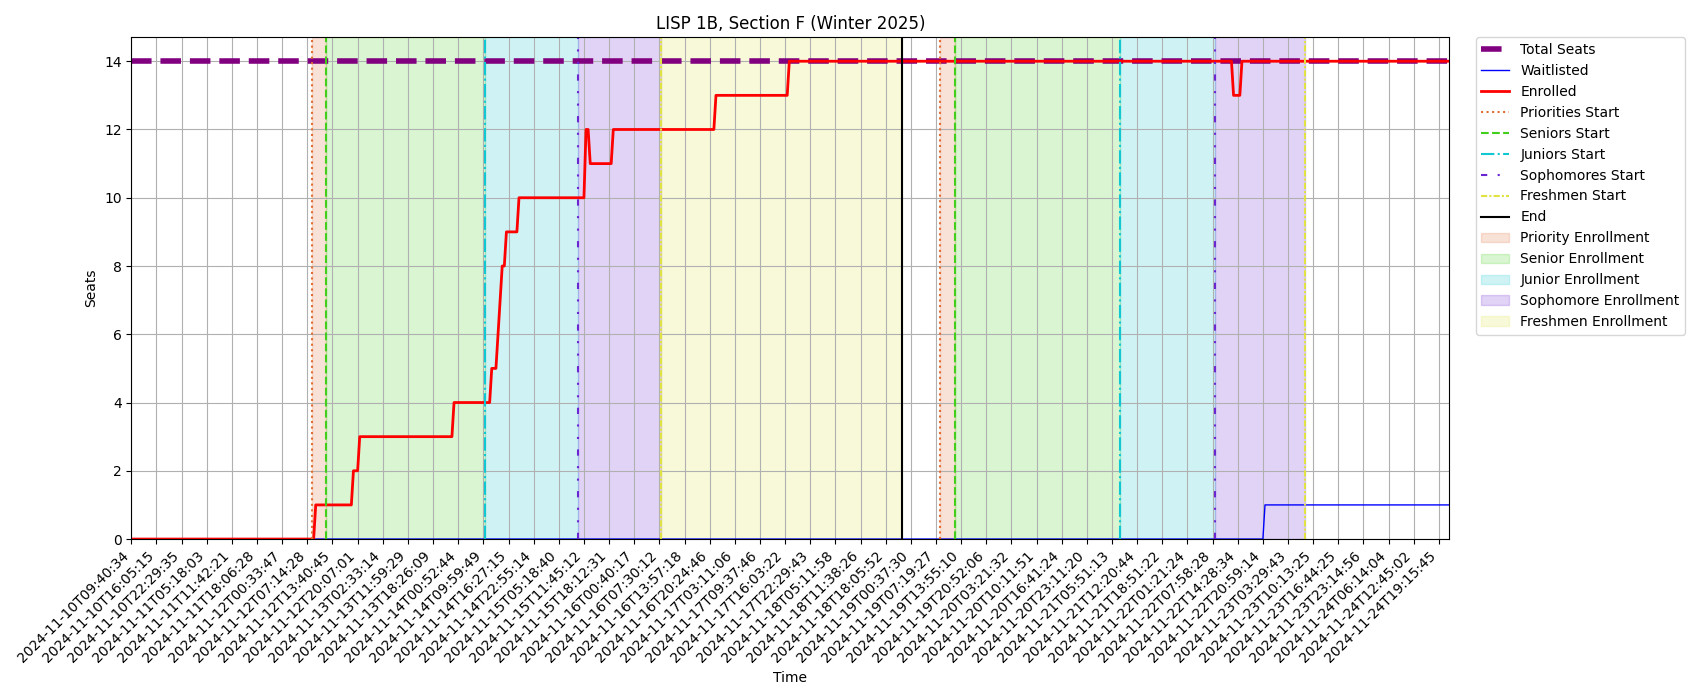 LISP 1B, Section F (Winter 2025)
Seats
14
12
10
8
6
4
2
0
2024-11-10T09:40:34
2024-11-10T16:05:15
2024-11-10T22:29:35
2024-11-11T05:18:03
2024-11-11T11:42:21
2024-11-11T18:06:28
2024-11-12T00:33:47
2024-11-12T07:14:28
2024-11-12T13:40:45
2024-11-12T20:07:01
2024-11-13T02:33:14
2024-11-13T11:59:29
2024-11-13T18:26:09
2024-11-14T00:52:44
2024-11-14T09:59:49
2024-11-14T16:27:15
2024-11-14T22:55:14
2024-11-15T05:18:40
2024-11-15T11:45:12
2024-11-15T18:12:31
2024-11-16T00:40:17
2024-11-16T07:30:12
2024-11-16T13:57:18
2024-11-16T20:24:46
2024-11-17T03:11:06
2024-11-17T09:37:46
2024-11-17T16:03:22
2024-11-17T22:29:43
2024-11-18T05:11:58
2024-11-18T11:38:26
2024-11-18T18:05:52
2024-11-19T00:37:30
2024-11-19T07:19:27
2024-11-19T13:55:10
2024-11-19T20:52:06
2024-11-20T03:21:32
2024-11-20T10:11:51
2024-11-20T16:41:24
2024-11-20T23:11:20
2024-11-21T05:51:13
2024-11-21T12:20:44
2024-11-21T18:51:22
2024-11-22T01:21:24
2024-11-22T07:58:28
2024-11-22T14:28:34
2024-11-22T20:59:14
2024-11-23T03:29:43
2024-11-23T10:13:25
2024-11-23T16:44:25
2024-11-23T23:14:56
2024-11-24T06:14:04
2024-11-24T12:45:02
2024-11-24T19:15:45
Time
Total Seats
Waitlisted
Enrolled
Priorities Start
Seniors Start
Juniors Start
Sophomores Start
Freshmen Start
End
Priority Enrollment
Senior Enrollment
Junior Enrollment
Sophomore Enrollment
Freshmen Enrollment